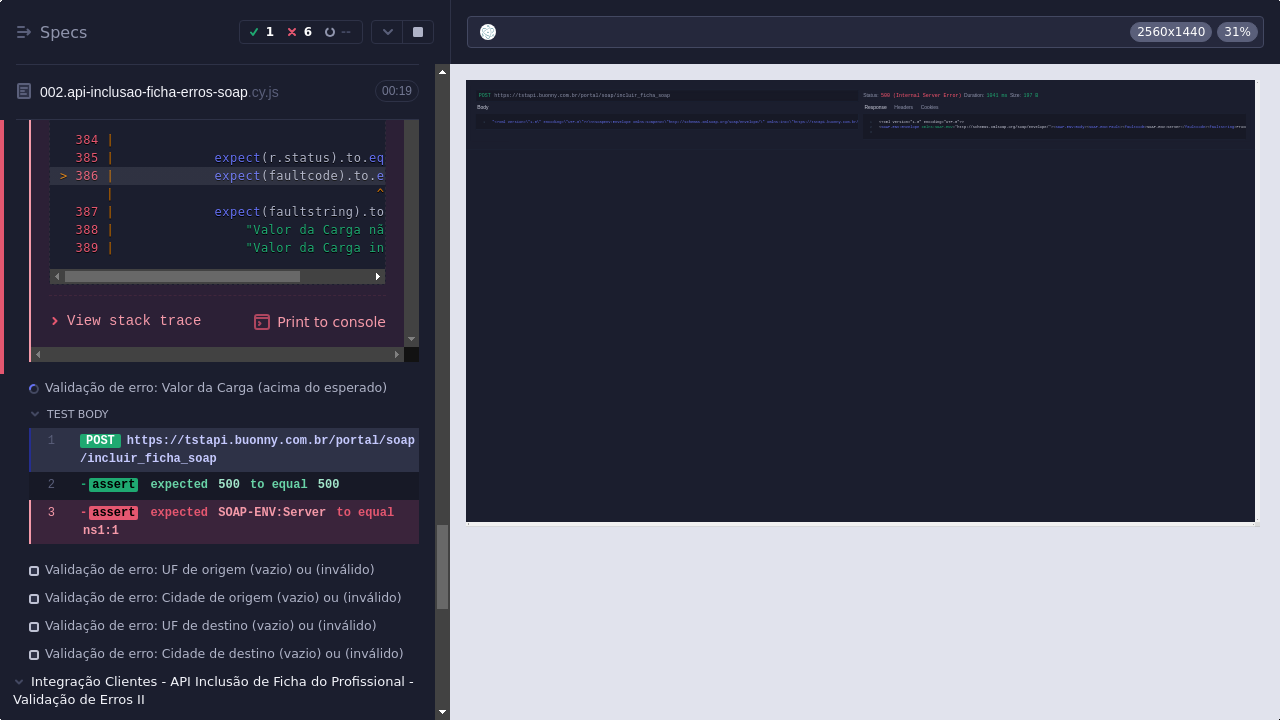 Specs
1
6
--
2560x1440
31%
002.api-inclusao-ficha-erros-soap.cy.js
00:19
384 |
385 | expect(r.status).to.eq
> 386 | expect(faultcode).to.e
| ^
387 | expect(faultstring).to
388 | "Valor da Carga nã
389 | "Valor da Carga in
View stack trace
Print to console
Validação de erro: Valor da Carga (acima do esperado)
TEST BODY
1 POST https://tstapi.buonny.com.br/portal/soap
/incluir_ficha_soap
2 -assert expected 500 to equal 500
3 -assert expected SOAP-ENV:Server to equal
ns1:1
Validação de erro: UF de origem (vazio) ou (inválido)
Validação de erro: Cidade de origem (vazio) ou (inválido)
Validação de erro: UF de destino (vazio) ou (inválido)
Validação de erro: Cidade de destino (vazio) ou (inválido)
Integração Clientes - API Inclusão de Ficha do Profissional -
Validação de Erros II
POST https://tstapi.buonny.com.br/portal/soap/incluir_ficha_soap
Body
Status: 500 (Internal Server Error) Duration:
Response Headers Cookies